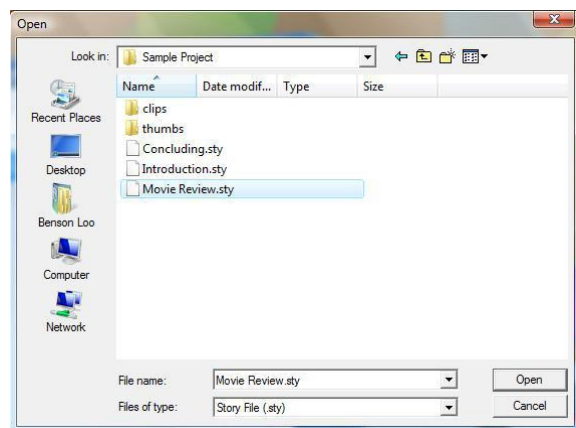 Open
Look in: Sample Project
Name Date modif... Type Size
Recent Places
clips
thumbs
Concluding.sty
Desktop
Introduction.sty
Movie Review.sty
Benson Loo
Computer
Network
File name: Movie Review.sty Open
Files of type: Story File (.sty) Cancel